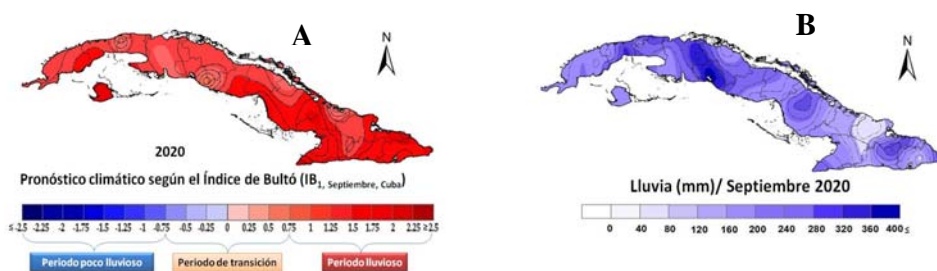 A
N
2020
Pronóstico climático según el Índice de Bultó (IB1, Septiembre, Cuba)
≤ -2.5 -2.25 -2 -1.75 -1.5 -1.25 -1 -0.75 -0.5 -0.25 0 0.25 0.5 0.75 1 1.25 1.5 1.75 2 2.25 ≥2.5
Periodo poco lluvioso Periodo de transición Periodo lluvioso
B
N
Lluvia (mm)/ Septiembre 2020
0 40 80 120 160 200 240 280 320 360 400 ≤